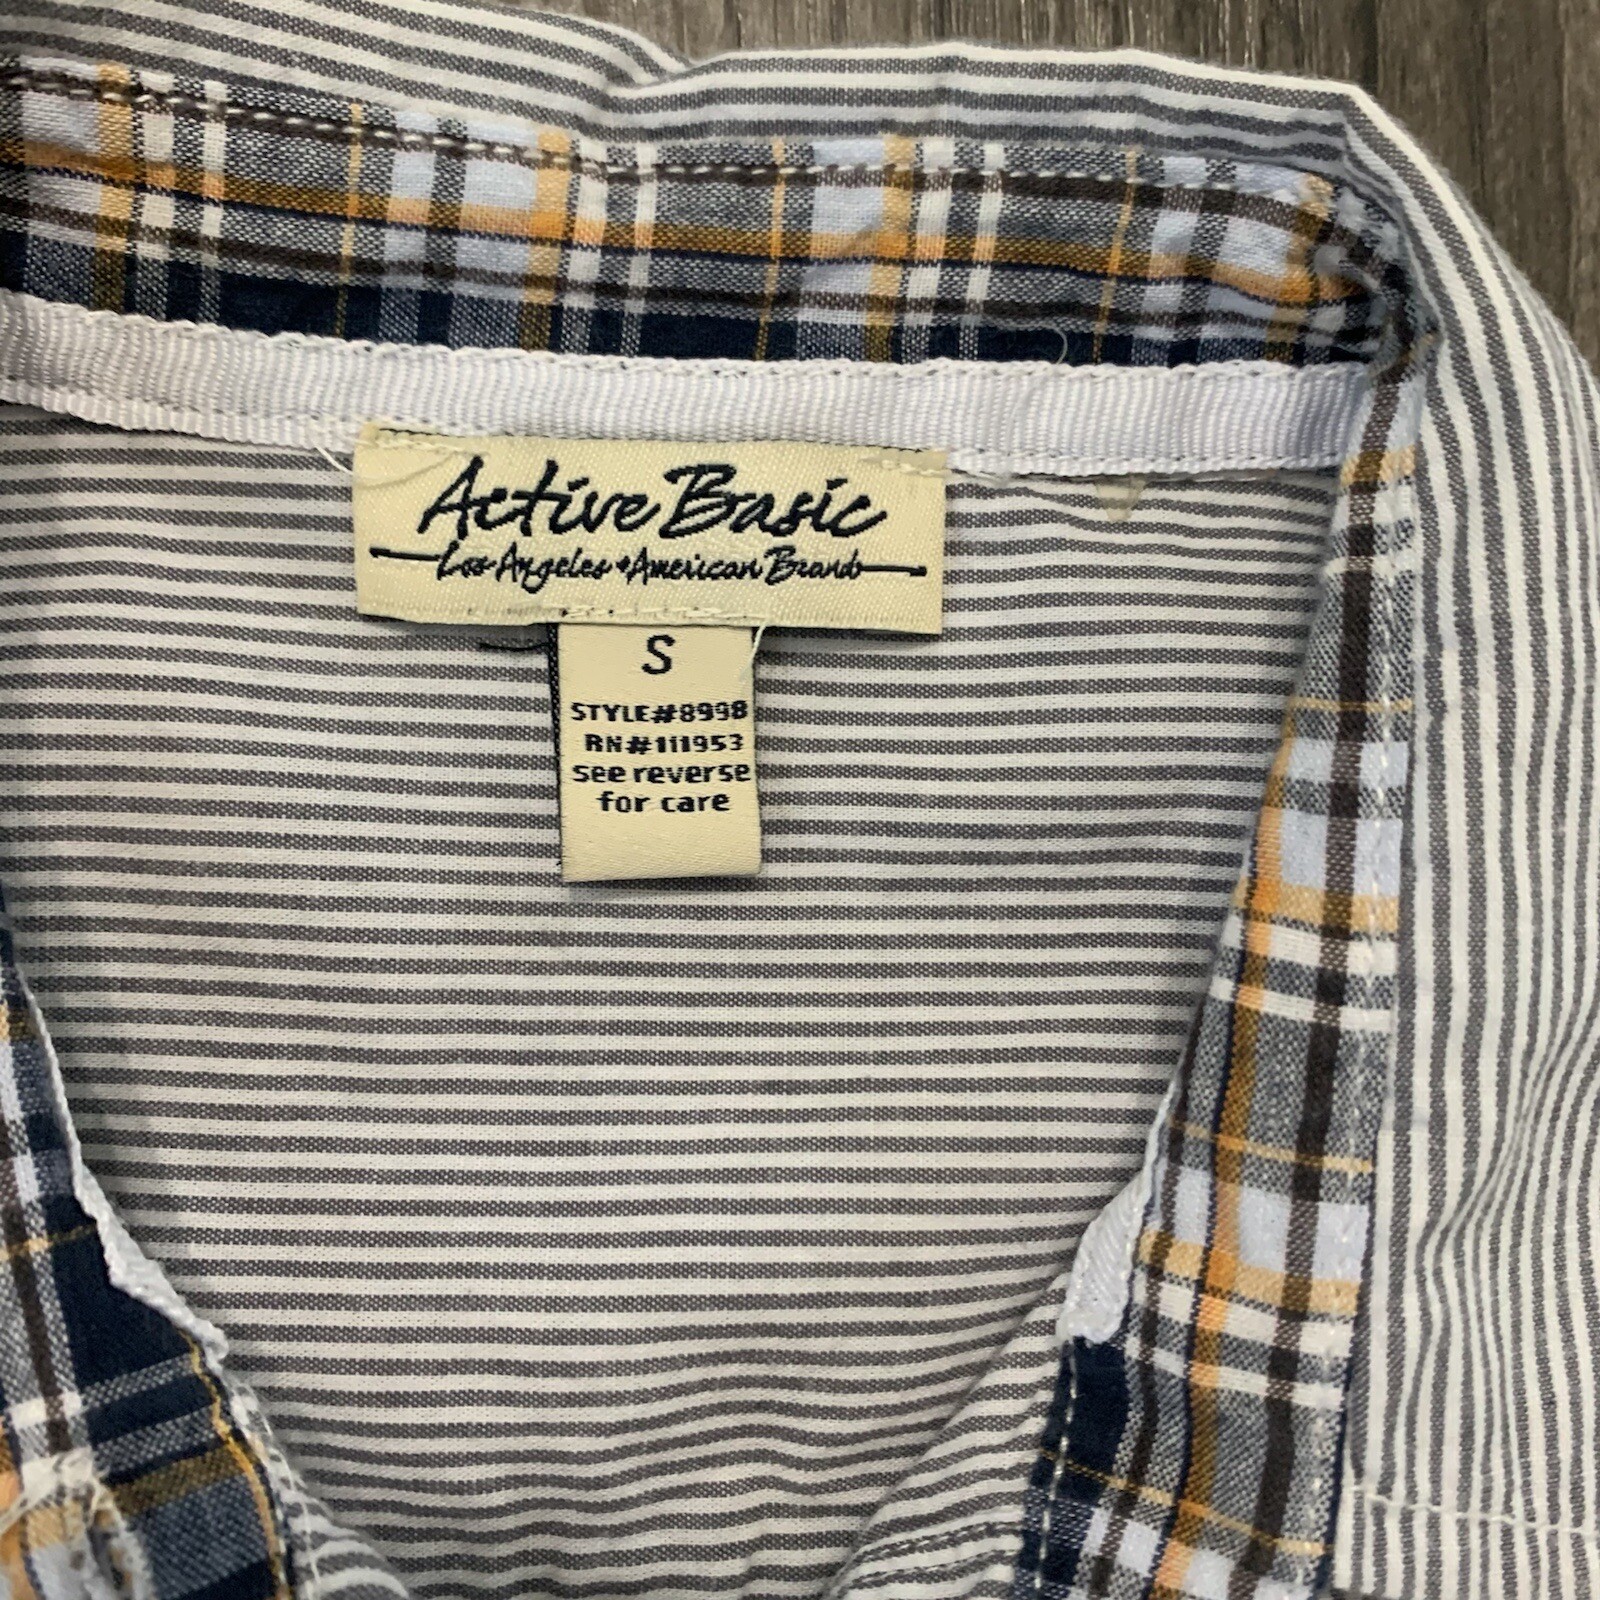 Active Basic
Los Angeles • American Brand
S
STYLE#8998
RN#111953
see reverse
for care